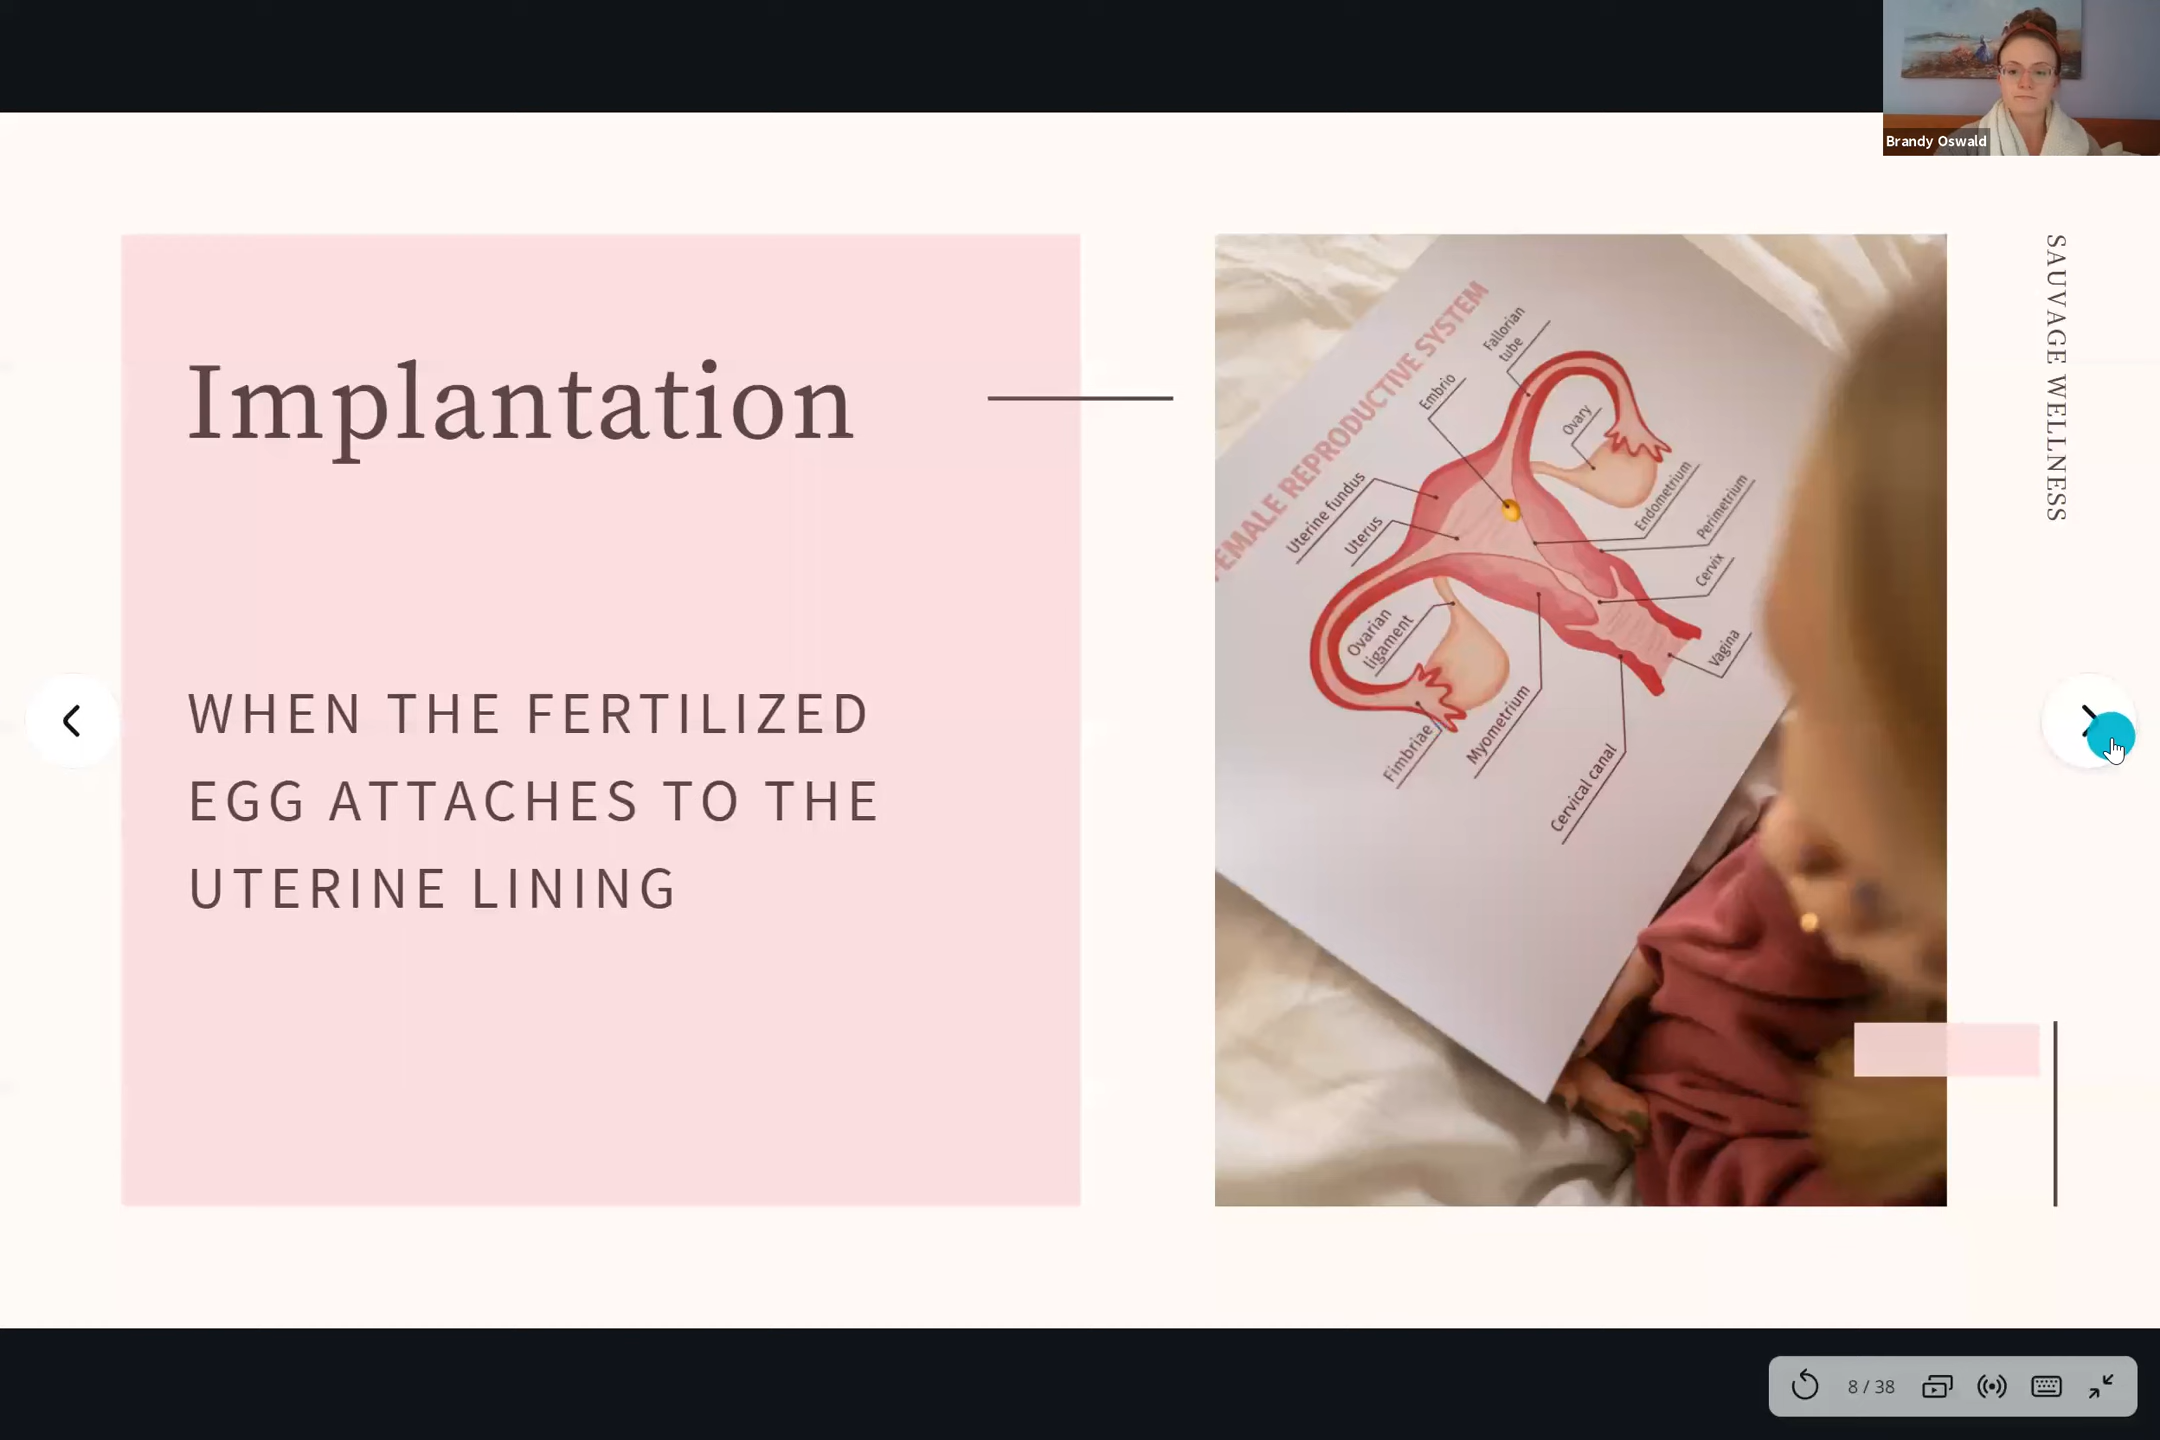 Brandy Oswald
Implantation
WHEN THE FERTILIZED
EGG ATTACHES TO THE
UTERINE LINING
FEMALE REPRODUCTIVE SYSTEM
Fallorian
tube
Embrio
Ovary
Uterine fundus
Uterus
Endometrium
Perimetrium
Cervix
Ovarian
ligament
Vagina
Fimbriae
Myometrium
Cervical canal
SAUVAGE WELLNESS
8 / 38